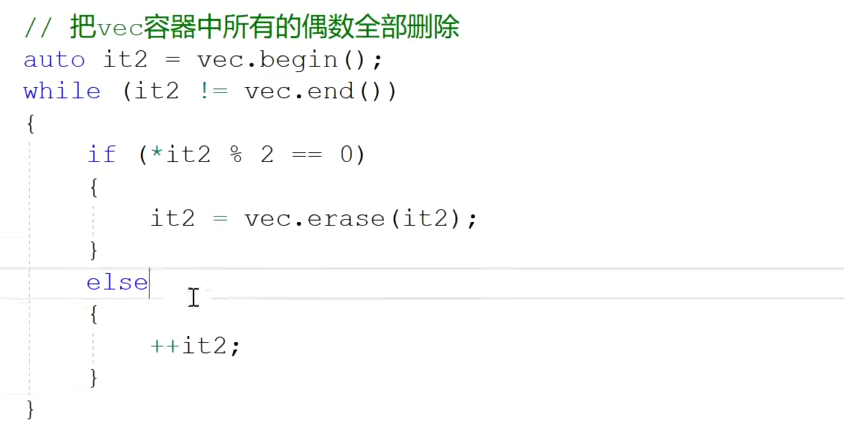 // 把vec容器中所有的偶数全部删除
auto it2 = vec.begin();
while (it2 != vec.end())
{
    if (*it2 % 2 == 0)
    {
        it2 = vec.erase(it2);
    }
    else
    {
        ++it2;
    }
}